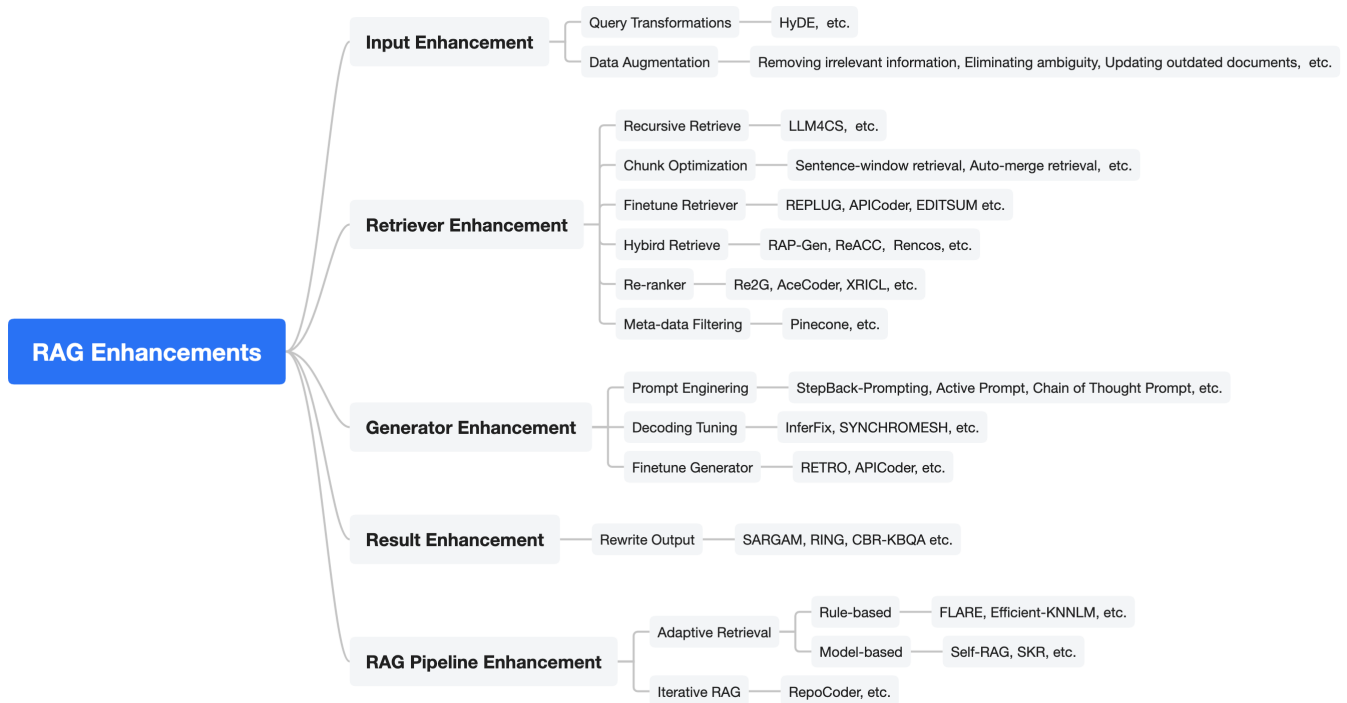 RAG Enhancements
Input Enhancement
Query Transformations
HyDE, etc.
Data Augmentation
Removing irrelevant information, Eliminating ambiguity, Updating outdated documents, etc.
Retriever Enhancement
Recursive Retrieve
LLM4CS, etc.
Chunk Optimization
Sentence-window retrieval, Auto-merge retrieval, etc.
Finetune Retriever
REPLUG, APICoder, EDITSUM etc.
Hybird Retrieve
RAP-Gen, ReACC, Rencos, etc.
Re-ranker
Re2G, AceCoder, XRICL, etc.
Meta-data Filtering
Pinecone, etc.
Generator Enhancement
Prompt Enginering
StepBack-Prompting, Active Prompt, Chain of Thought Prompt, etc.
Decoding Tuning
InferFix, SYNCHROMESH, etc.
Finetune Generator
RETRO, APICoder, etc.
Result Enhancement
Rewrite Output
SARGAM, RING, CBR-KBQA etc.
RAG Pipeline Enhancement
Adaptive Retrieval
Rule-based
FLARE, Efficient-KNNLM, etc.
Model-based
Self-RAG, SKR, etc.
Iterative RAG
RepoCoder, etc.